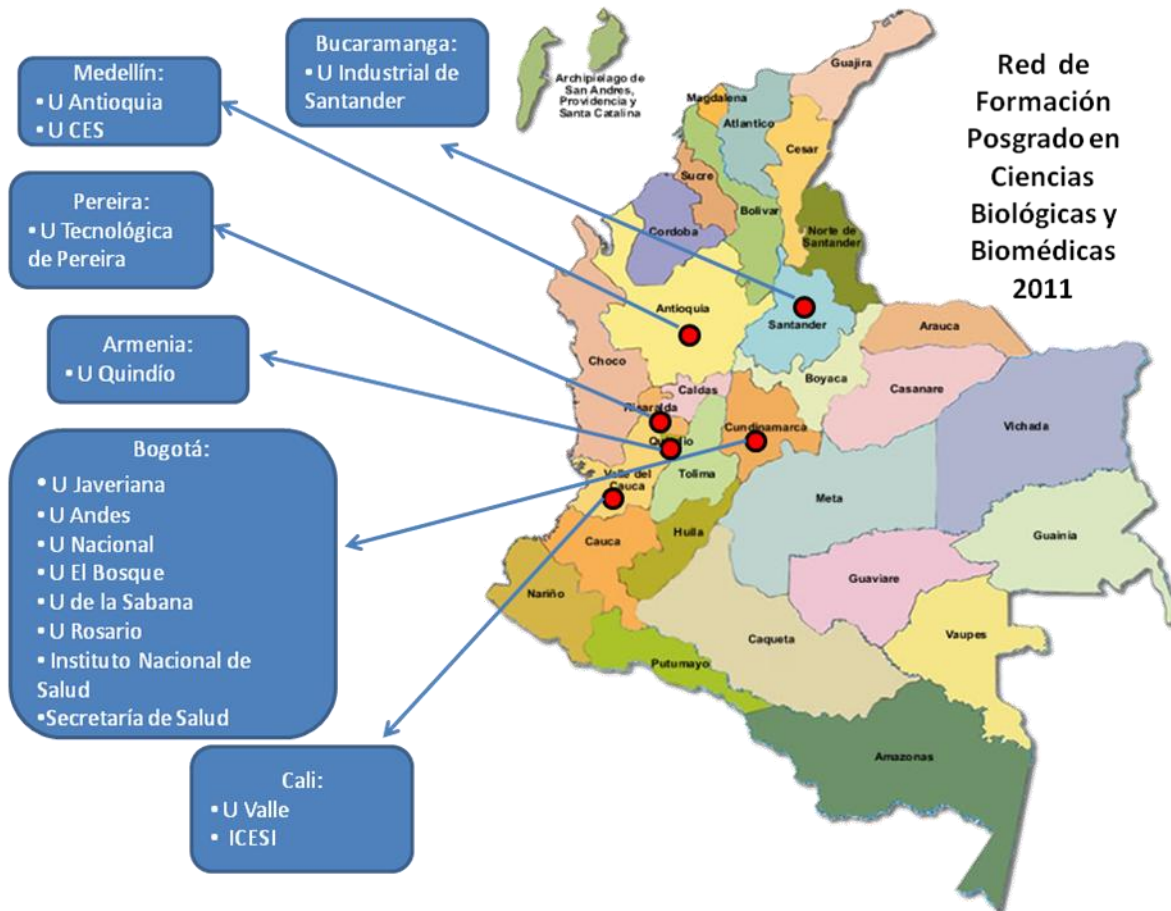 Medellín:
• U Antioquia
• U CES
Bucaramanga:
• U Industrial de
Santander
Archipielago de
San Andres,
Providencia y
Santa Catalina
Red de
Formación
Posgrado en
Ciencias
Biológicas y
Biomédicas
2011
Pereira:
• U Tecnológica
de Pereira
Armenia:
• U Quindío
Bogotá:
• U Javeriana
• U Andes
• U Nacional
• U El Bosque
• U de la Sabana
• U Rosario
• Instituto Nacional de
Salud
•Secretaría de Salud
Cali:
• U Valle
• ICESI
Guajira
Magdalena
Atlantico
Cesar
Sucre
Bolivar
Cordoba
Norte de
Santander
Antioquia
Santander
Arauca
Choco
Boyaca
Casanare
Caldas
Risaralda
Cundinamarca
Vichada
Quindio
Valle del
Cauca
Tolima
Meta
Huila
Cauca
Guainia
Guaviare
Nariño
Vaupes
Caqueta
Putumayo
Amazonas